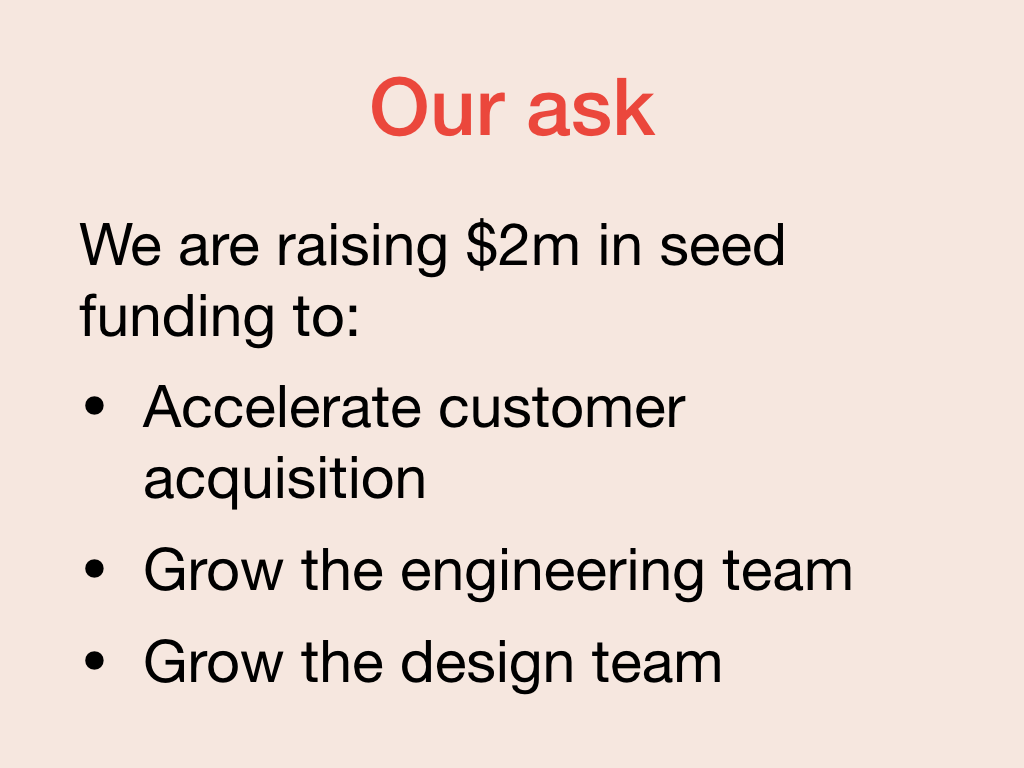 Our ask
We are raising $2m in seed
funding to:
• Accelerate customer
acquisition
• Grow the engineering team
• Grow the design team